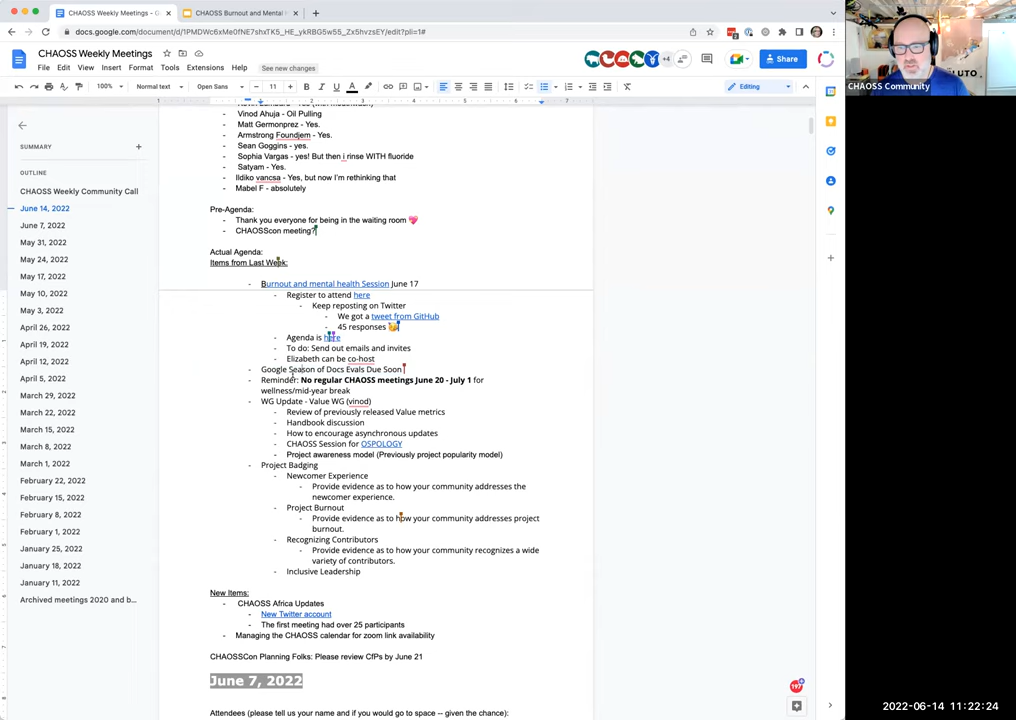 CHAOSS Weekly Meetings - G
CHAOSS Burnout and Mental H
docs.google.com/document/d/1PMDWc6xMe0fNE7shxTK5_HE_ykRBG5w55_Zx5hvzsEY/edit?pli=1#
CHAOSS Weekly Meetings
File Edit View Insert Format Tools Extensions Help See new changes
+4
Share
100%
Normal text
Open Sans
11
Editing
SUMMARY
OUTLINE
CHAOSS Weekly Community Call
June 14, 2022
June 7, 2022
May 31, 2022
May 24, 2022
May 17, 2022
May 10, 2022
May 3, 2022
April 26, 2022
April 19, 2022
April 12, 2022
April 5, 2022
March 29, 2022
March 22, 2022
March 15, 2022
March 8, 2022
March 1, 2022
February 22, 2022
February 15, 2022
February 8, 2022
February 1, 2022
January 25, 2022
January 18, 2022
January 11, 2022
Archived meetings 2020 and b...
- Vinod Ahuja - Oil Pulling
- Matt Germonprez - Yes.
- Armstrong Foundjem - Yes.
- Sean Goggins - yes.
- Sophia Vargas - yes! But then i rinse WITH fluoride
- Satyam - Yes.
- Ildiko vancsa - Yes, but now I'm rethinking that
- Mabel F - absolutely
Pre-Agenda:
- Thank you everyone for being in the waiting room 💖
- CHAOSScon meeting?
Actual Agenda:
Items from Last Week:
- Burnout and mental health Session June 17
- Register to attend here
- Keep reposting on Twitter
- We got a tweet from GitHub
- 45 responses 🥳
- Agenda is here
- To do: Send out emails and invites
- Elizabeth can be co-host
- Google Season of Docs Evals Due Soon
- Reminder: No regular CHAOSS meetings June 20 - July 1 for
wellness/mid-year break
- WG Update - Value WG (vinod)
- Review of previously released Value metrics
- Handbook discussion
- How to encourage asynchronous updates
- CHAOSS Session for OSPOLOGY
- Project awareness model (Previously project popularity model)
- Project Badging
- Newcomer Experience
- Provide evidence as to how your community addresses the
newcomer experience.
- Project Burnout
- Provide evidence as to how your community addresses project
burnout.
- Recognizing Contributors
- Provide evidence as to how your community recognizes a wide
variety of contributors.
- Inclusive Leadership
New Items:
- CHAOSS Africa Updates
- New Twitter account
- The first meeting had over 25 participants
- Managing the CHAOSS calendar for zoom link availability
CHAOSSCon Planning Folks: Please review CfPs by June 21
June 7, 2022
Attendees (please tell us your name and if you would go to space -- given the chance):
197
CHAOSS Community
2022-06-14 11:22:24